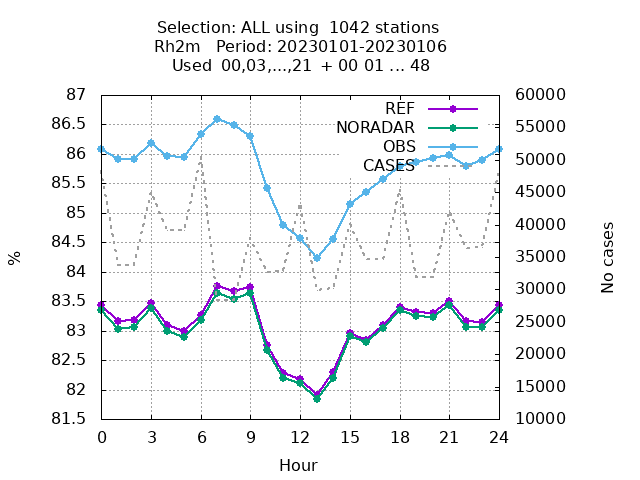 Selection: ALL using  1042 stations
Rh2m   Period: 20230101-20230106
Used  00,03,...,21  + 00 01 ... 48
REF
NORADAR
OBS
CASES
87
86.5
86
85.5
85
84.5
84
83.5
83
82.5
82
81.5
%
60000
55000
50000
45000
40000
35000
30000
25000
20000
15000
10000
No cases
0 3 6 9 12 15 18 21 24
Hour